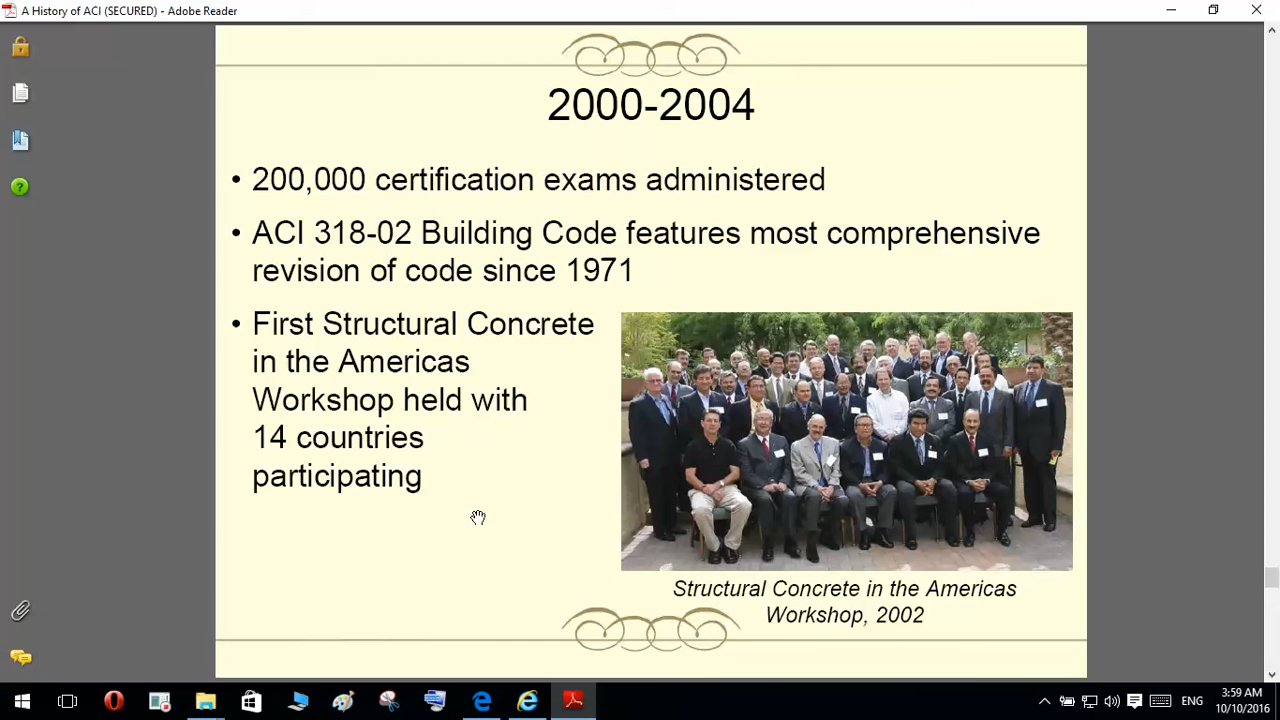 A History of ACI (SECURED) - Adobe Reader
2000-2004
• 200,000 certification exams administered
• ACI 318-02 Building Code features most comprehensive
revision of code since 1971
• First Structural Concrete
in the Americas
Workshop held with
14 countries
participating
Structural Concrete in the Americas
Workshop, 2002
ENG
3:59 AM
10/10/2016